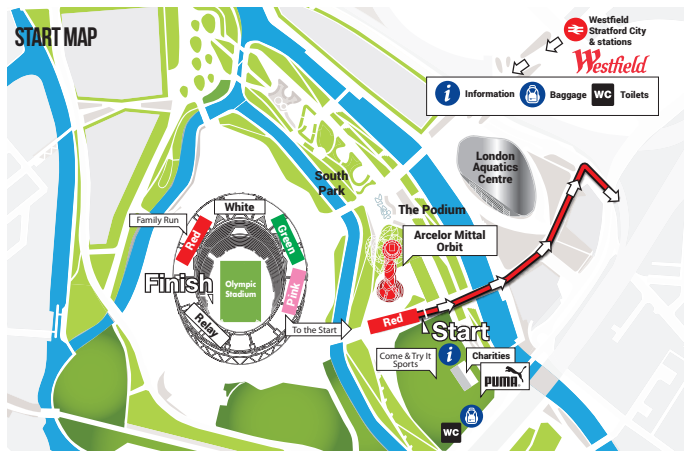 START MAP
Westfield
Stratford City
& stations
Westfield
Information
Baggage
WC
Toilets
London
Aquatics
Centre
South
Park
The Podium
Arcelor Mittal
Orbit
White
Family Run
Red
Green
Finish
Olympic
Stadium
Pink
Relay
To the Start
Red
Start
Come & Try It
Sports
i
Charities
PUMA
WC
i